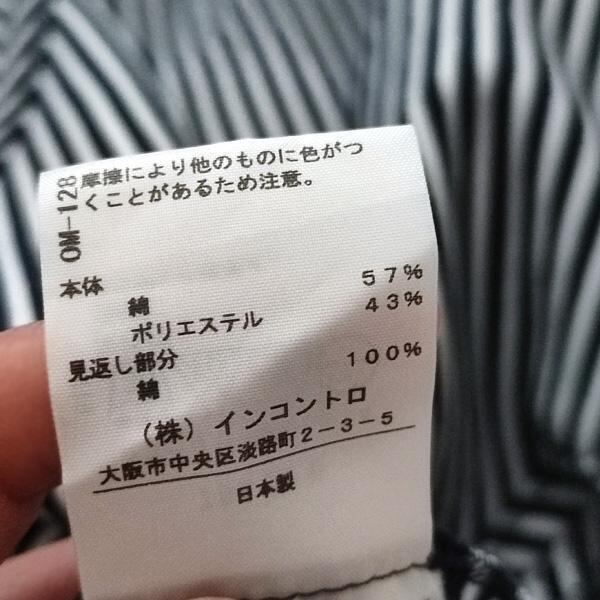 OM-128
摩擦により他のものに色がつ
くことがあるため注意。
本体
綿 57%
ポリエステル 43%
見返し部分
綿 100%
(株)インコントロ
大阪市中央区淡路町2-3-5
日本製